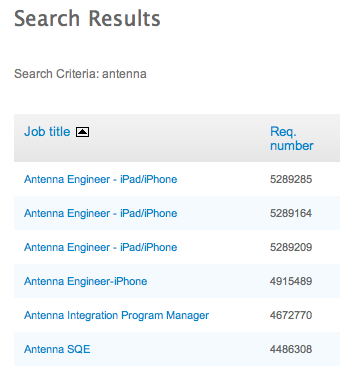 Search Results
Search Criteria: antenna
Job title Req. number
Antenna Engineer - iPad/iPhone 5289285
Antenna Engineer - iPad/iPhone 5289164
Antenna Engineer - iPad/iPhone 5289209
Antenna Engineer-iPhone 4915489
Antenna Integration Program Manager 4672770
Antenna SQE 4486308